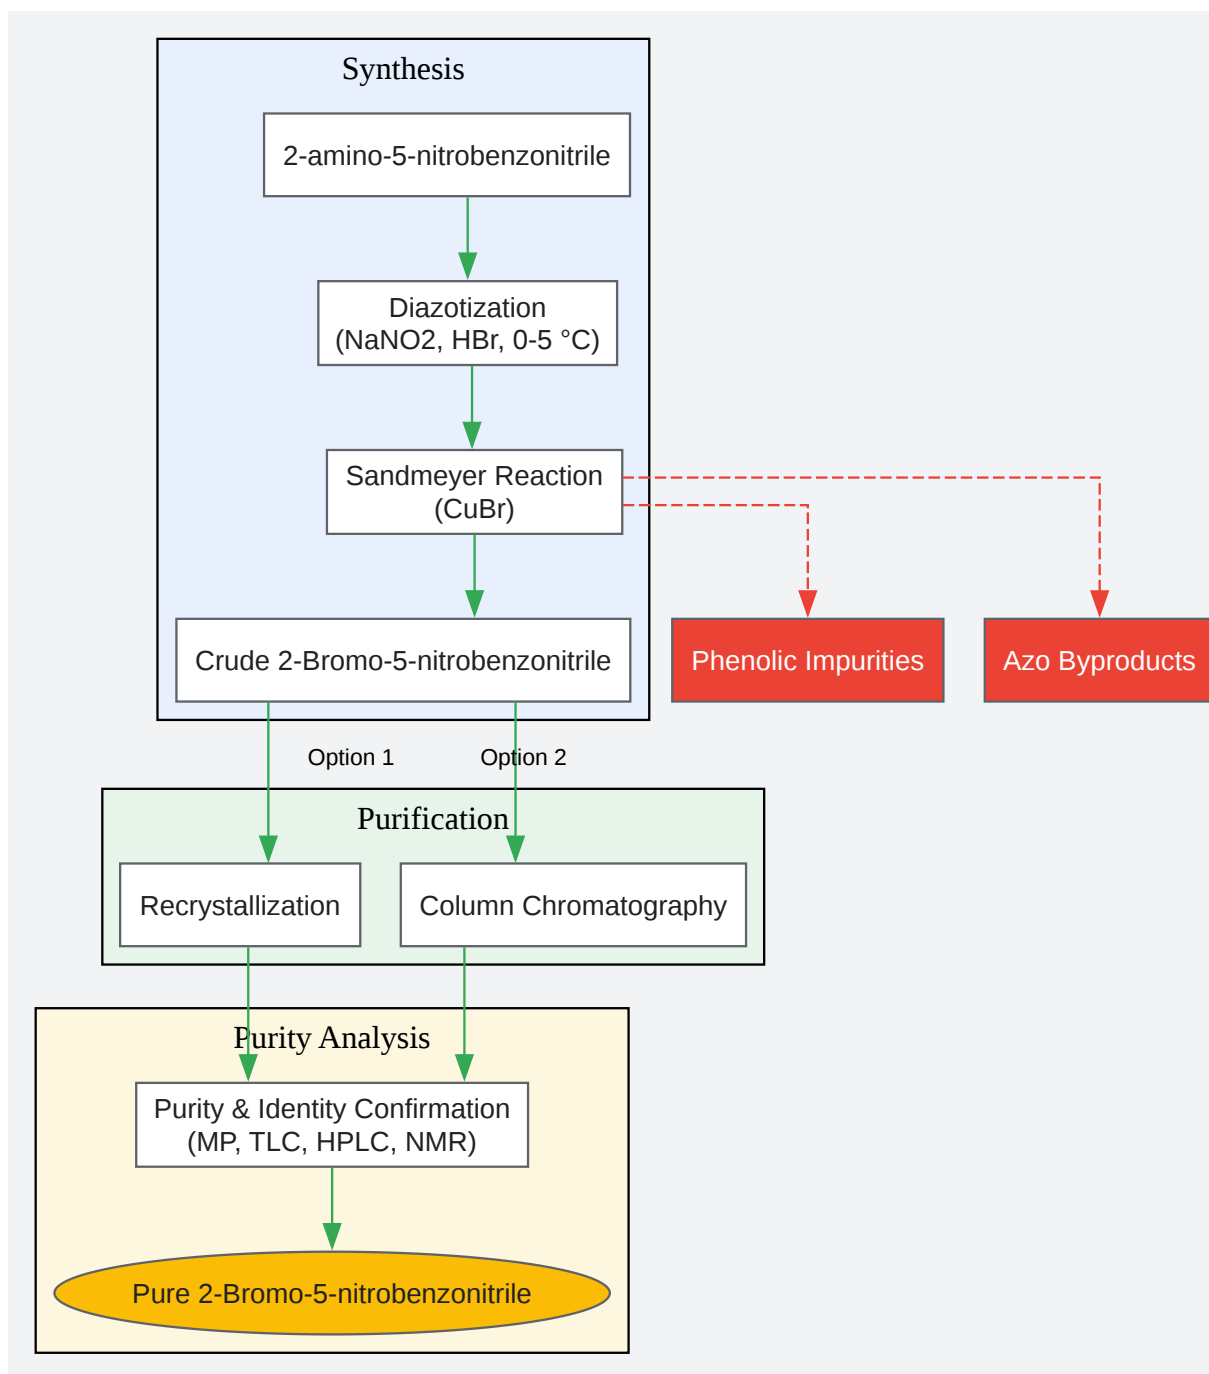 Synthesis
2-amino-5-nitrobenzonitrile
Diazotization
(NaNO2, HBr, 0-5 °C)
Sandmeyer Reaction
(CuBr)
Crude 2-Bromo-5-nitrobenzonitrile
Phenolic Impurities
Azo Byproducts
Option 1
Option 2
Purification
Recrystallization
Column Chromatography
Purity Analysis
Purity & Identity Confirmation
(MP, TLC, HPLC, NMR)
Pure 2-Bromo-5-nitrobenzonitrile